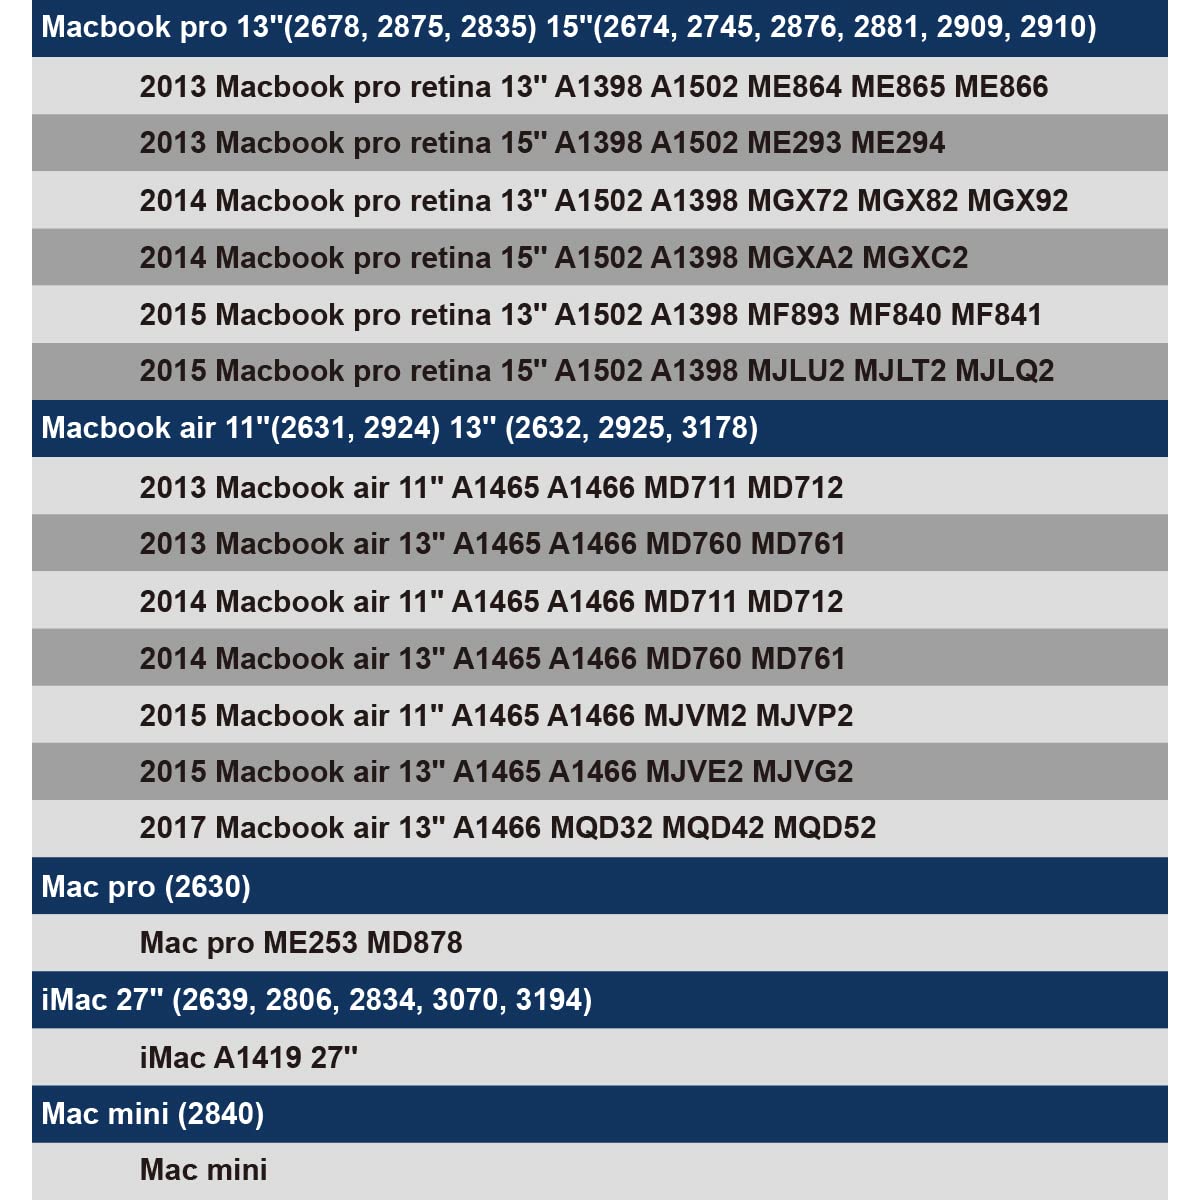 Macbook pro 13"(2678, 2875, 2835) 15"(2674, 2745, 2876, 2881, 2909, 2910)
2013 Macbook pro retina 13" A1398 A1502 ME864 ME865 ME866
2013 Macbook pro retina 15" A1398 A1502 ME293 ME294
2014 Macbook pro retina 13" A1502 A1398 MGX72 MGX82 MGX92
2014 Macbook pro retina 15" A1502 A1398 MGXA2 MGXC2
2015 Macbook pro retina 13" A1502 A1398 MF893 MF840 MF841
2015 Macbook pro retina 15" A1502 A1398 MJLU2 MJLT2 MJLQ2
Macbook air 11"(2631, 2924) 13" (2632, 2925, 3178)
2013 Macbook air 11" A1465 A1466 MD711 MD712
2013 Macbook air 13" A1465 A1466 MD760 MD761
2014 Macbook air 11" A1465 A1466 MD711 MD712
2014 Macbook air 13" A1465 A1466 MD760 MD761
2015 Macbook air 11" A1465 A1466 MJVM2 MJVP2
2015 Macbook air 13" A1465 A1466 MJVE2 MJVG2
2017 Macbook air 13" A1466 MQD32 MQD42 MQD52
Mac pro (2630)
Mac pro ME253 MD878
iMac 27" (2639, 2806, 2834, 3070, 3194)
iMac A1419 27"
Mac mini (2840)
Mac mini